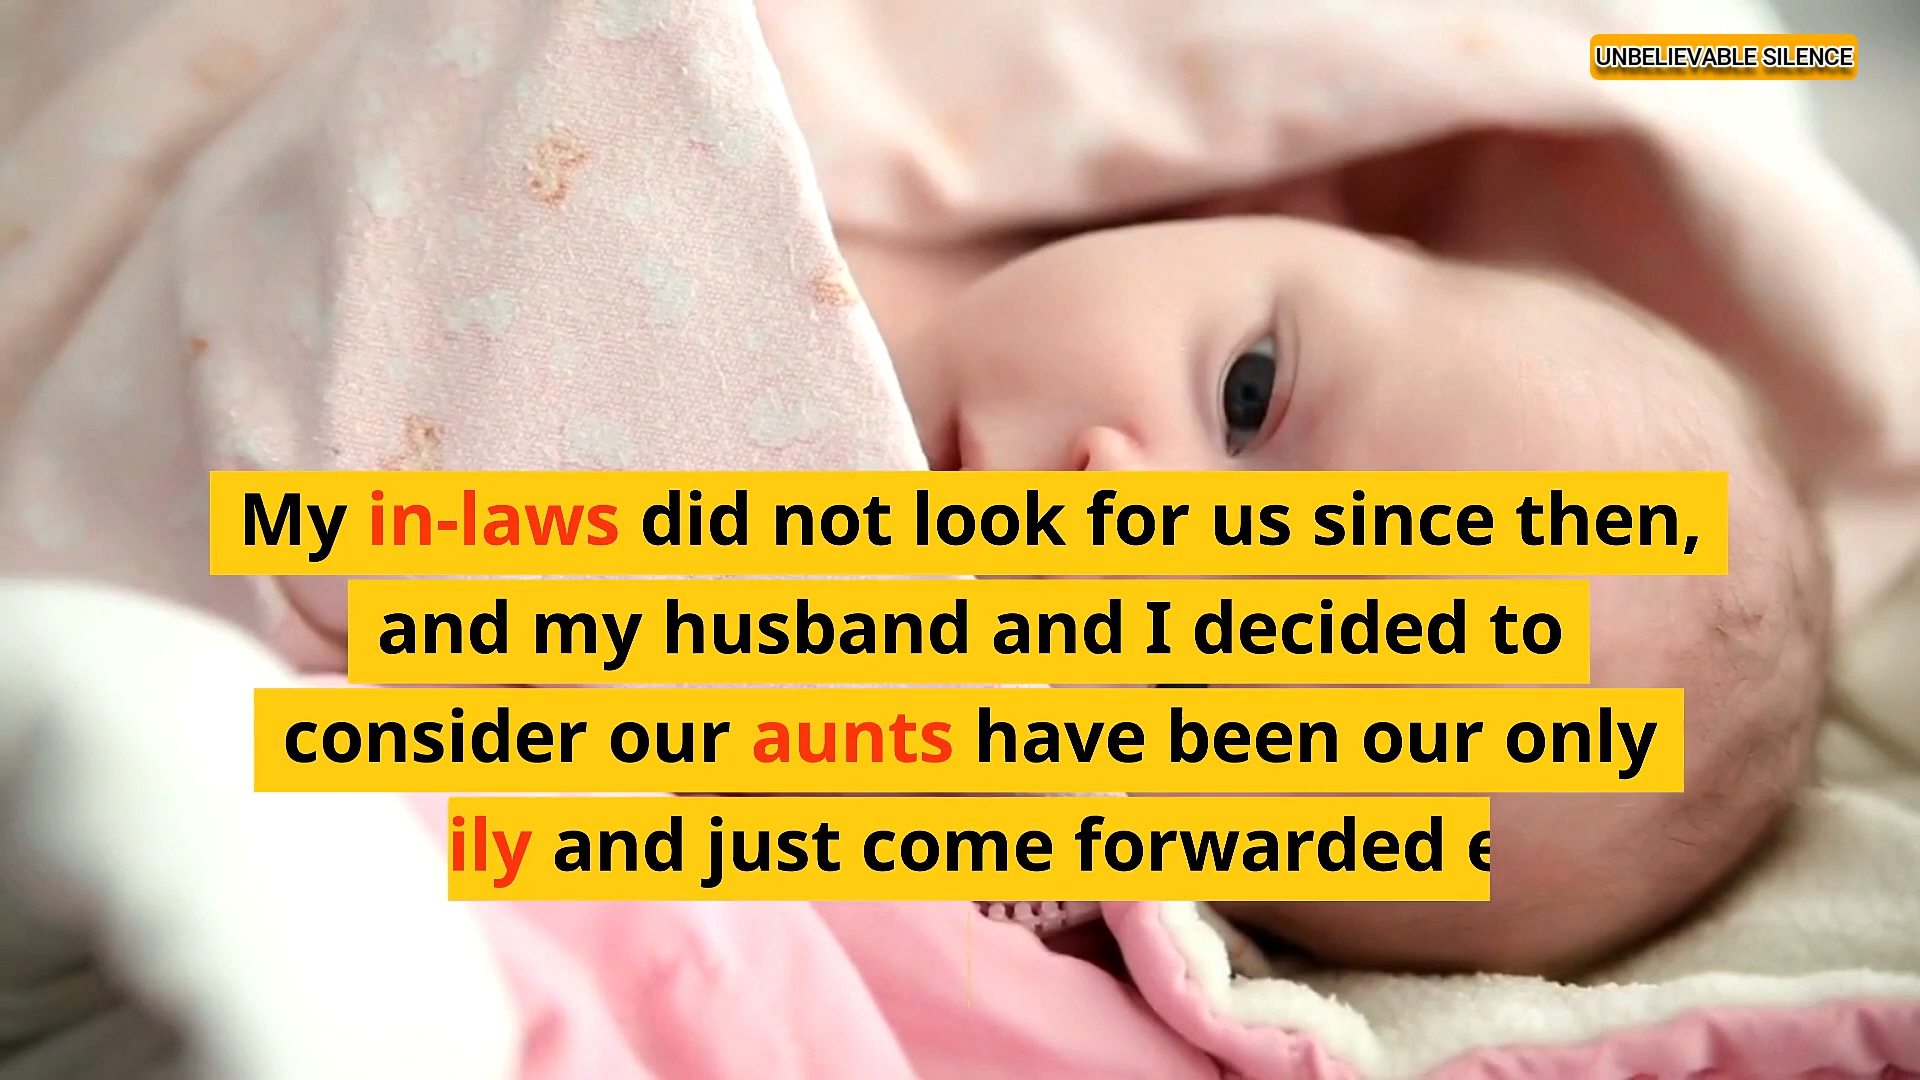 UNBELIEVABLE SILENCE
My in-laws did not look for us since then,
and my husband and I decided to
consider our aunts have been our only
ily and just come forwarded e